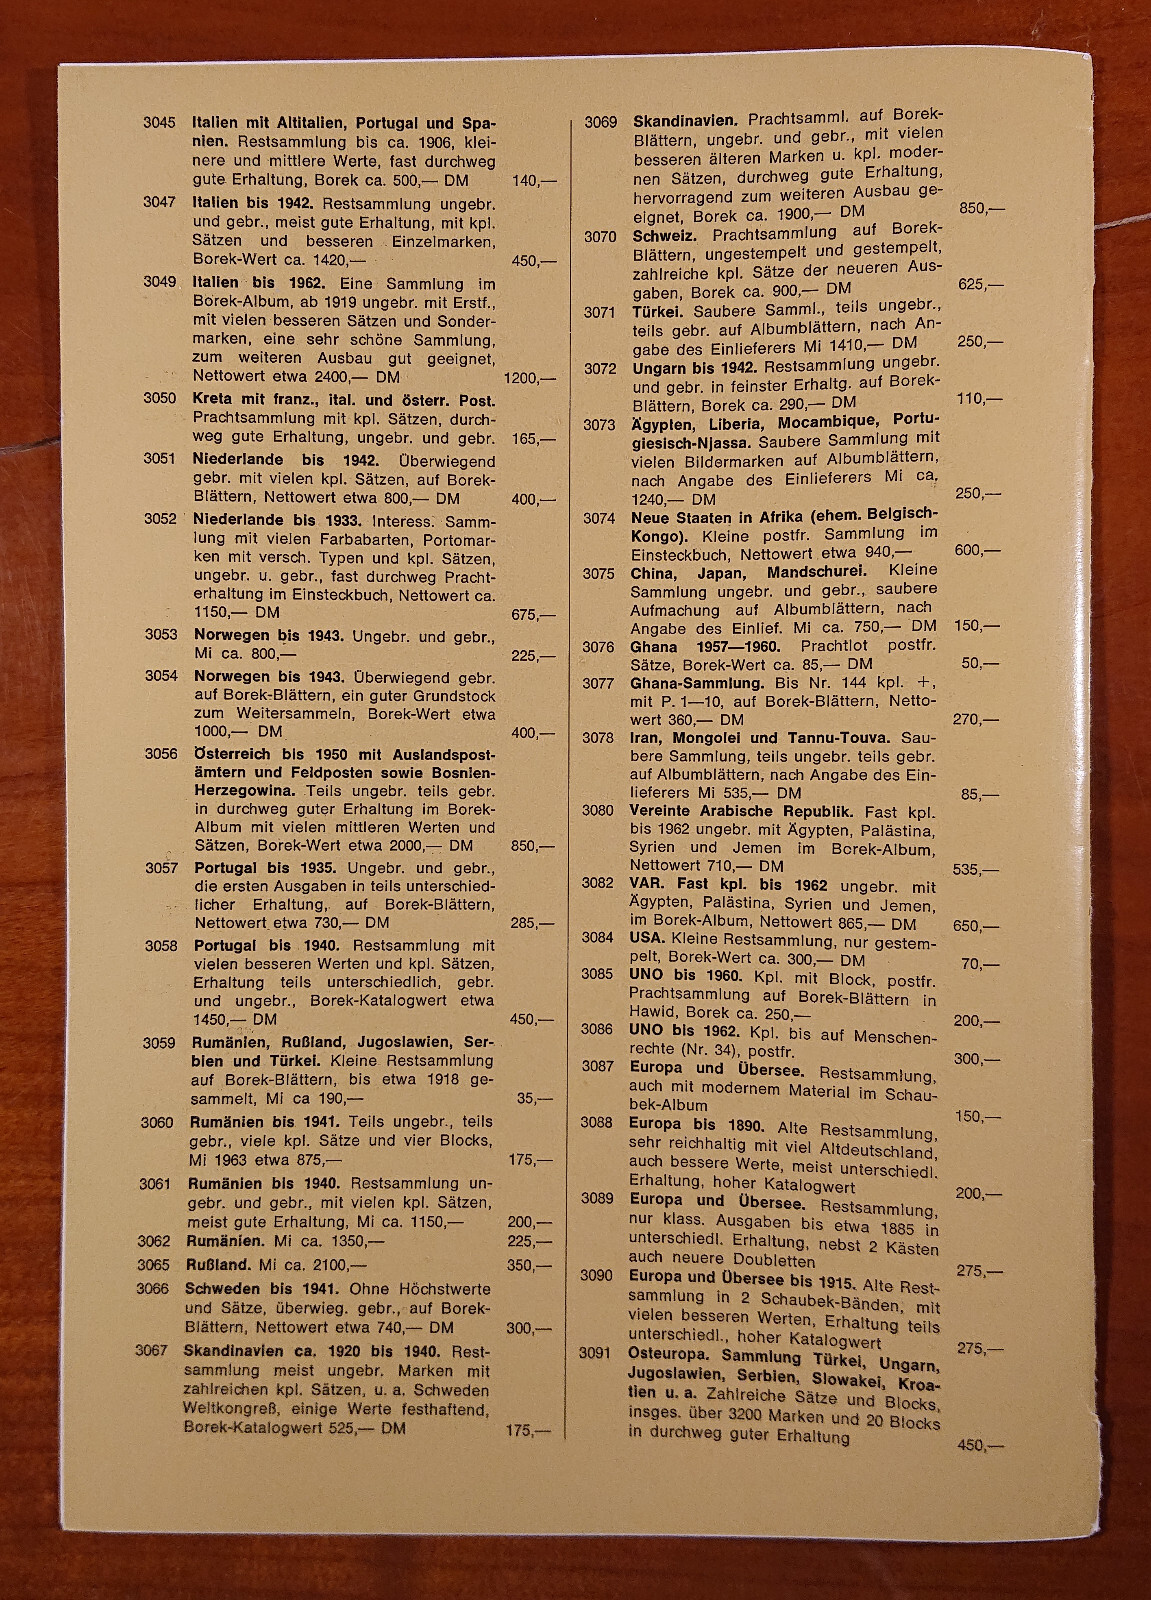 3045 Italien mit Altitalien, Portugal und Spa-
nien. Restsammlung bis ca. 1906, klei-
nere und mittlere Werte, fast durchweg
gute Erhaltung, Borek ca. 500,— DM 140,—
3047 Italien bis 1942. Restsammlung ungebr.
und gebr., meist gute Erhaltung, mit kpl.
Sätzen und besseren Einzelmarken,
Borek-Wert ca. 1420,— 450,—
3049 Italien bis 1962. Eine Sammlung im
Borek-Album, ab 1919 ungebr. mit Erstf.,
mit vielen besseren Sätzen und Sonder-
marken, eine sehr schöne Sammlung,
zum weiteren Ausbau gut geeignet,
Nettowert etwa 2400,— DM 1200,—
3050 Kreta mit franz., ital. und österr. Post.
Prachtsammlung mit kpl. Sätzen, durch-
weg gute Erhaltung, ungebr. und gebr. 165,—
3051 Niederlande bis 1942. Überwiegend
gebr. mit vielen kpl. Sätzen, auf Borek-
Blättern, Nettowert etwa 800,— DM 400,—
3052 Niederlande bis 1933. Interess. Samm-
lung mit vielen Farbabarten, Portomar-
ken mit versch. Typen und kpl. Sätzen,
ungebr. u. gebr., fast durchweg Pracht-
erhaltung im Einsteckbuch, Nettowert ca.
1150,— DM 675,—
3053 Norwegen bis 1943. Ungebr. und gebr.,
Mi ca. 800,— 225,—
3054 Norwegen bis 1943. Überwiegend gebr.
auf Borek-Blättern, ein guter Grundstock
zum Weitersammeln, Borek-Wert etwa
1000,— DM 400,—
3056 Österreich bis 1950 mit Auslandspost-
ämtern und Feldposten sowie Bosnien-
Herzegowina. Teils ungebr. teils gebr.
in durchweg guter Erhaltung im Borek-
Album mit vielen mittleren Werten und
Sätzen, Borek-Wert etwa 2000,— DM 850,—
3057 Portugal bis 1935. Ungebr. und gebr.,
die ersten Ausgaben in teils unterschied-
licher Erhaltung, auf Borek-Blättern,
Nettowert etwa 730,— DM 285,—
3058 Portugal bis 1940. Restsammlung mit
vielen besseren Werten und kpl. Sätzen,
Erhaltung teils unterschiedlich, gebr.
und ungebr., Borek-Katalogwert etwa
1450,— DM 450,—
3059 Rumänien, Rußland, Jugoslawien, Ser-
bien und Türkei. Kleine Restsammlung
auf Borek-Blättern, bis etwa 1918 ge-
sammelt, Mi ca 190,— 35,—
3060 Rumänien bis 1941. Teils ungebr., teils
gebr., viele kpl. Sätze und vier Blocks,
Mi 1963 etwa 875,— 175,—
3061 Rumänien bis 1940. Restsammlung un-
gebr. und gebr., mit vielen kpl. Sätzen,
meist gute Erhaltung, Mi ca. 1150,— 200,—
3062 Rumänien. Mi ca. 1350,— 225,—
3065 Rußland. Mi ca. 2100,— 350,—
3066 Schweden bis 1941. Ohne Höchstwerte
und Sätze, überwieg. gebr., auf Borek-
Blättern, Nettowert etwa 740,— DM 300,—
3067 Skandinavien ca. 1920 bis 1940. Rest-
sammlung meist ungebr. Marken mit
zahlreichen kpl. Sätzen, u. a. Schweden
Weltkongreß, einige Werte festhaftend,
Borek-Katalogwert 525,— DM 175,—
3069 Skandinavien. Prachtsamml. auf Borek-
Blättern, ungebr. und gebr., mit vielen
besseren älteren Marken u. kpl. moder-
nen Sätzen, durchweg gute Erhaltung,
hervorragend zum weiteren Ausbau ge-
eignet, Borek ca. 1900,— DM 850,—
3070 Schweiz. Prachtsammlung auf Borek-
Blättern, ungestempelt und gestempelt,
zahlreiche kpl. Sätze der neueren Aus-
gaben, Borek ca. 900,— DM 625,—
3071 Türkei. Saubere Samml., teils ungebr.,
teils gebr. auf Albumblättern, nach An-
gabe des Einlieferers Mi 1410,— DM 250,—
3072 Ungarn bis 1942. Restsammlung ungebr.
und gebr. in feinster Erhaltg. auf Borek-
Blättern, Borek ca. 290,— DM 110,—
3073 Ägypten, Liberia, Mocambique, Portu-
giesisch-Njassa. Saubere Sammlung mit
vielen Bildermarken auf Albumblättern,
nach Angabe des Einlieferers Mi ca.
1240,— DM 250,—
3074 Neue Staaten in Afrika (ehem. Belgisch-
Kongo). Kleine postfr. Sammlung im
Einsteckbuch, Nettowert etwa 940,— 600,—
3075 China, Japan, Mandschurei. Kleine
Sammlung ungebr. und gebr., saubere
Aufmachung auf Albumblättern, nach
Angabe des Einlief. Mi ca. 750,— DM 150,—
3076 Ghana 1957—1960. Prachtlot postfr.
Sätze, Borek-Wert ca. 85,— DM 50,—
3077 Ghana-Sammlung. Bis Nr. 144 kpl. +,
mit P. 1—10, auf Borek-Blättern, Netto-
wert 360,— DM 270,—
3078 Iran, Mongolei und Tannu-Touva. Sau-
bere Sammlung, teils ungebr. teils gebr.
auf Albumblättern, nach Angabe des Ein-
lieferers Mi 535,— DM 85,—
3080 Vereinte Arabische Republik. Fast kpl.
bis 1962 ungebr. mit Ägypten, Palästina,
Syrien und Jemen im Borek-Album,
Nettowert 710,— DM 535,—
3082 VAR. Fast kpl. bis 1962 ungebr. mit
Ägypten, Palästina, Syrien und Jemen,
im Borek-Album, Nettowert 865,— DM 650,—
3084 USA. Kleine Restsammlung, nur gestem-
pelt, Borek-Wert ca. 300,— DM 70,—
3085 UNO bis 1960. Kpl. mit Block, postfr.
Prachtsammlung auf Borek-Blättern in
Hawid, Borek ca. 250,— 200,—
3086 UNO bis 1962. Kpl. bis auf Menschen-
rechte (Nr. 34), postfr. 300,—
3087 Europa und Übersee. Restsammlung,
auch mit modernem Material im Schau-
bek-Album 150,—
3088 Europa bis 1890. Alte Restsammlung,
sehr reichhaltig mit viel Altdeutschland,
auch bessere Werte, meist unterschiedl.
Erhaltung, hoher Katalogwert 200,—
3089 Europa und Übersee. Restsammlung,
nur klass. Ausgaben bis etwa 1885 in
unterschiedl. Erhaltung, nebst 2 Kästen
auch neuere Doubletten 275,—
3090 Europa und Übersee bis 1915. Alte Rest-
sammlung in 2 Schaubek-Bänden, mit
vielen besseren Werten, Erhaltung teils
unterschiedl., hoher Katalogwert 275,—
3091 Osteuropa. Sammlung Türkei, Ungarn,
Jugoslawien, Serbien, Slowakei, Kroa-
tien u. a. Zahlreiche Sätze und Blocks,
insges. über 3200 Marken und 20 Blocks
in durchweg guter Erhaltung 450,—